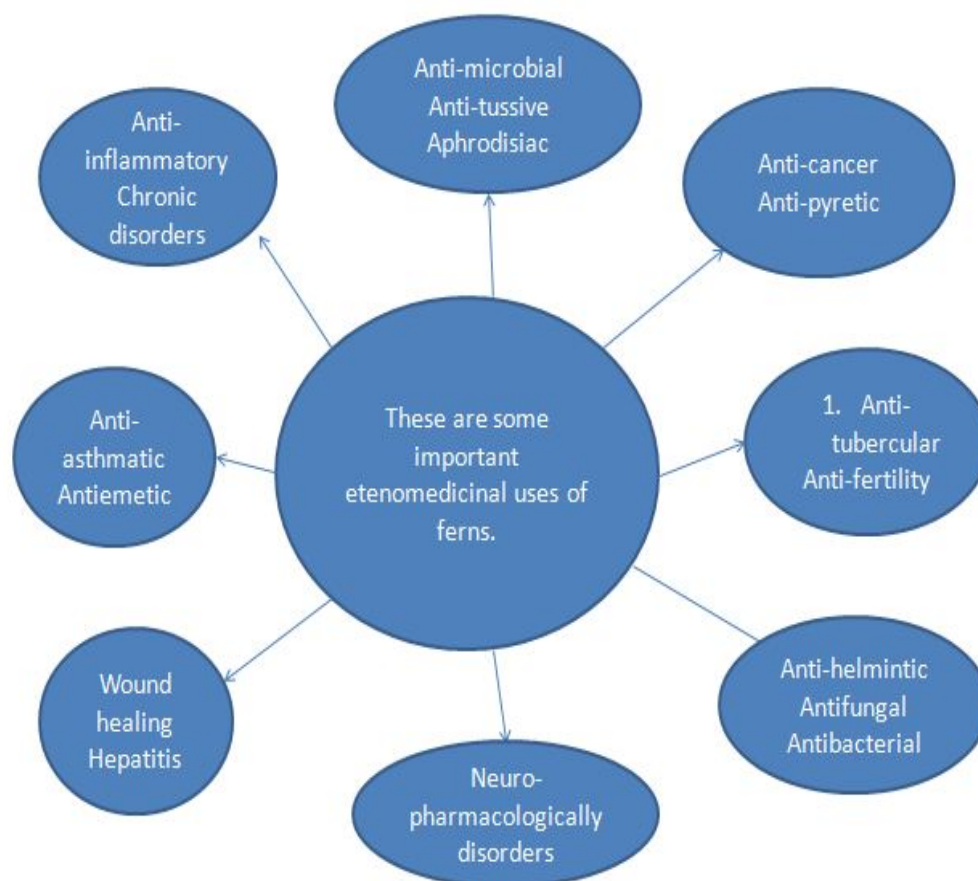 Anti-microbial
Anti-tussive
Aphrodisiac
Anti-
inflammatory
Chronic
disorders
Anti-cancer
Anti-pyretic
These are some
important
etenomedicinal uses of
ferns.
1. Anti-
tubercular
Anti-fertility
Anti-
asthmatic
Antiemetic
Anti-helmintic
Antifungal
Antibacterial
Wound
healing
Hepatitis
Neuro-
pharmacologically
disorders